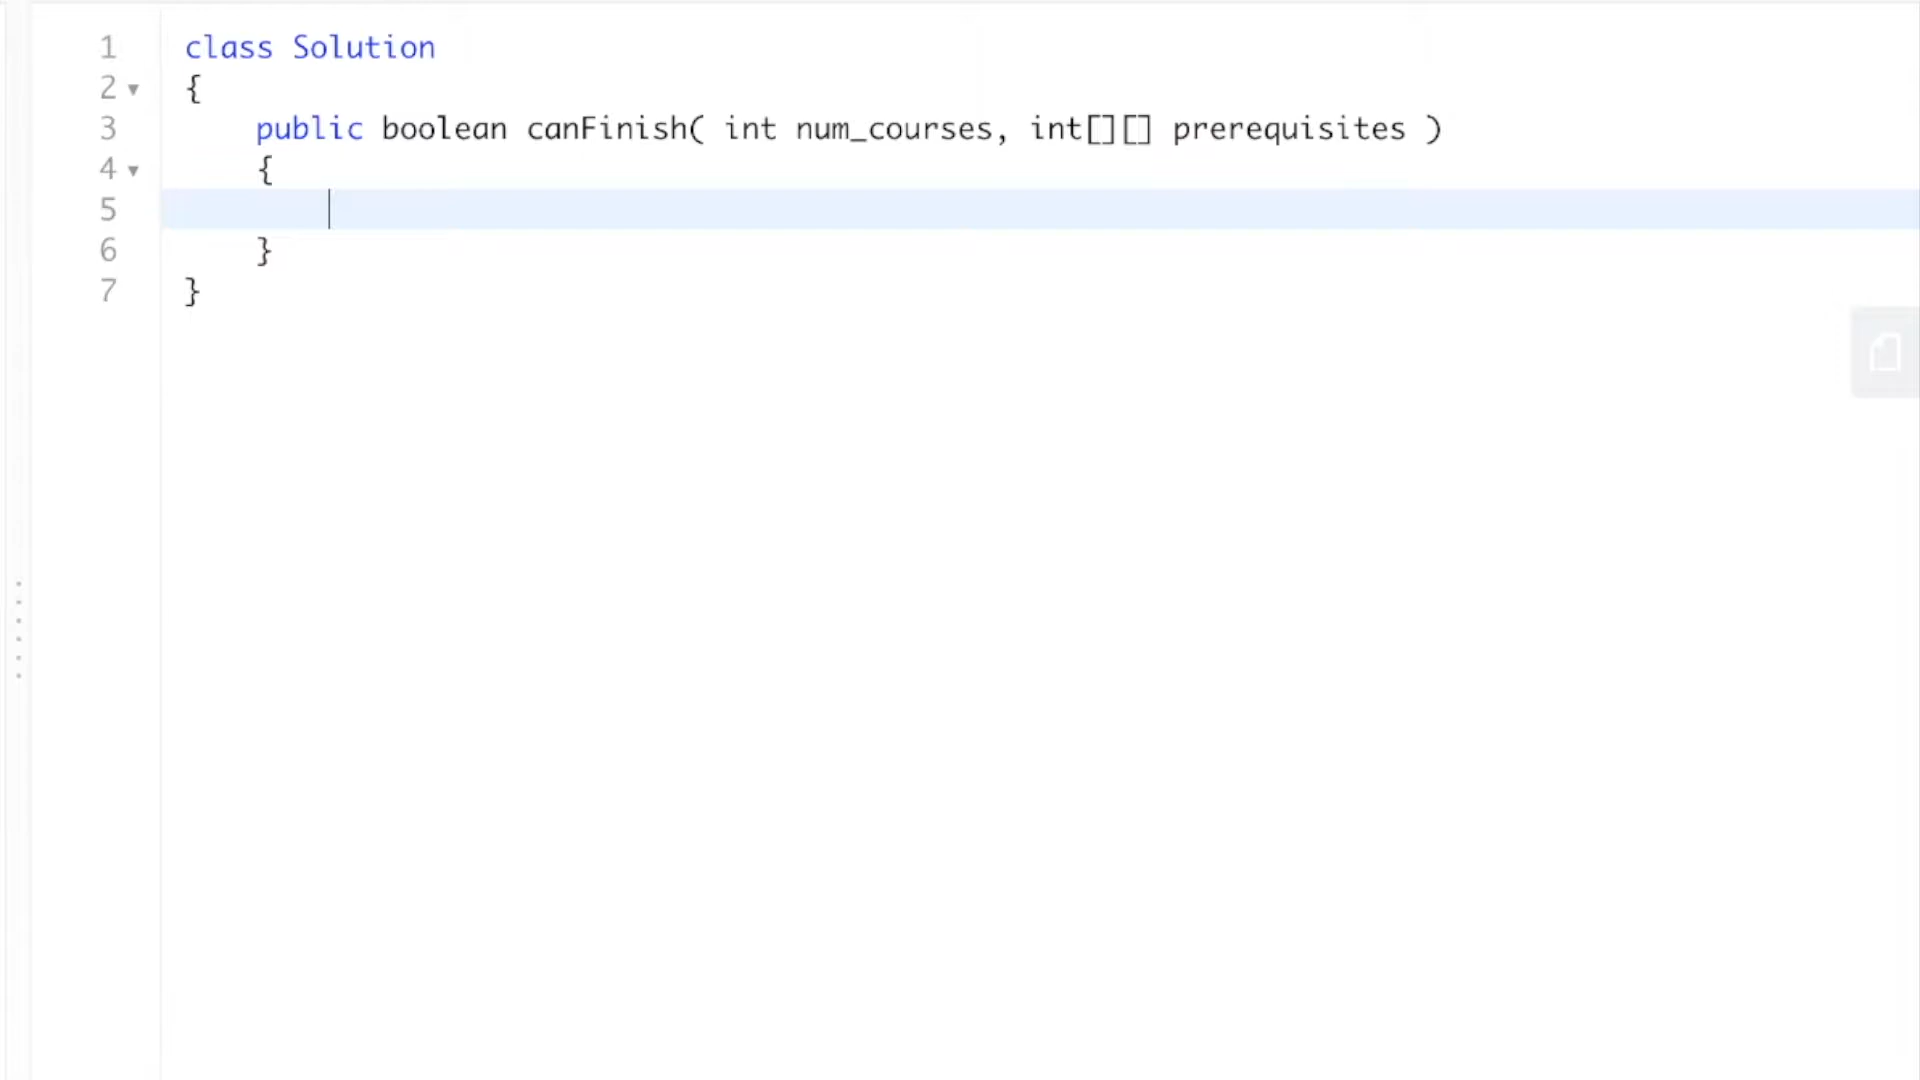 1 class Solution
2 {
3 public boolean canFinish( int num_courses, int[][] prerequisites )
4 {
5
6 }
7 }